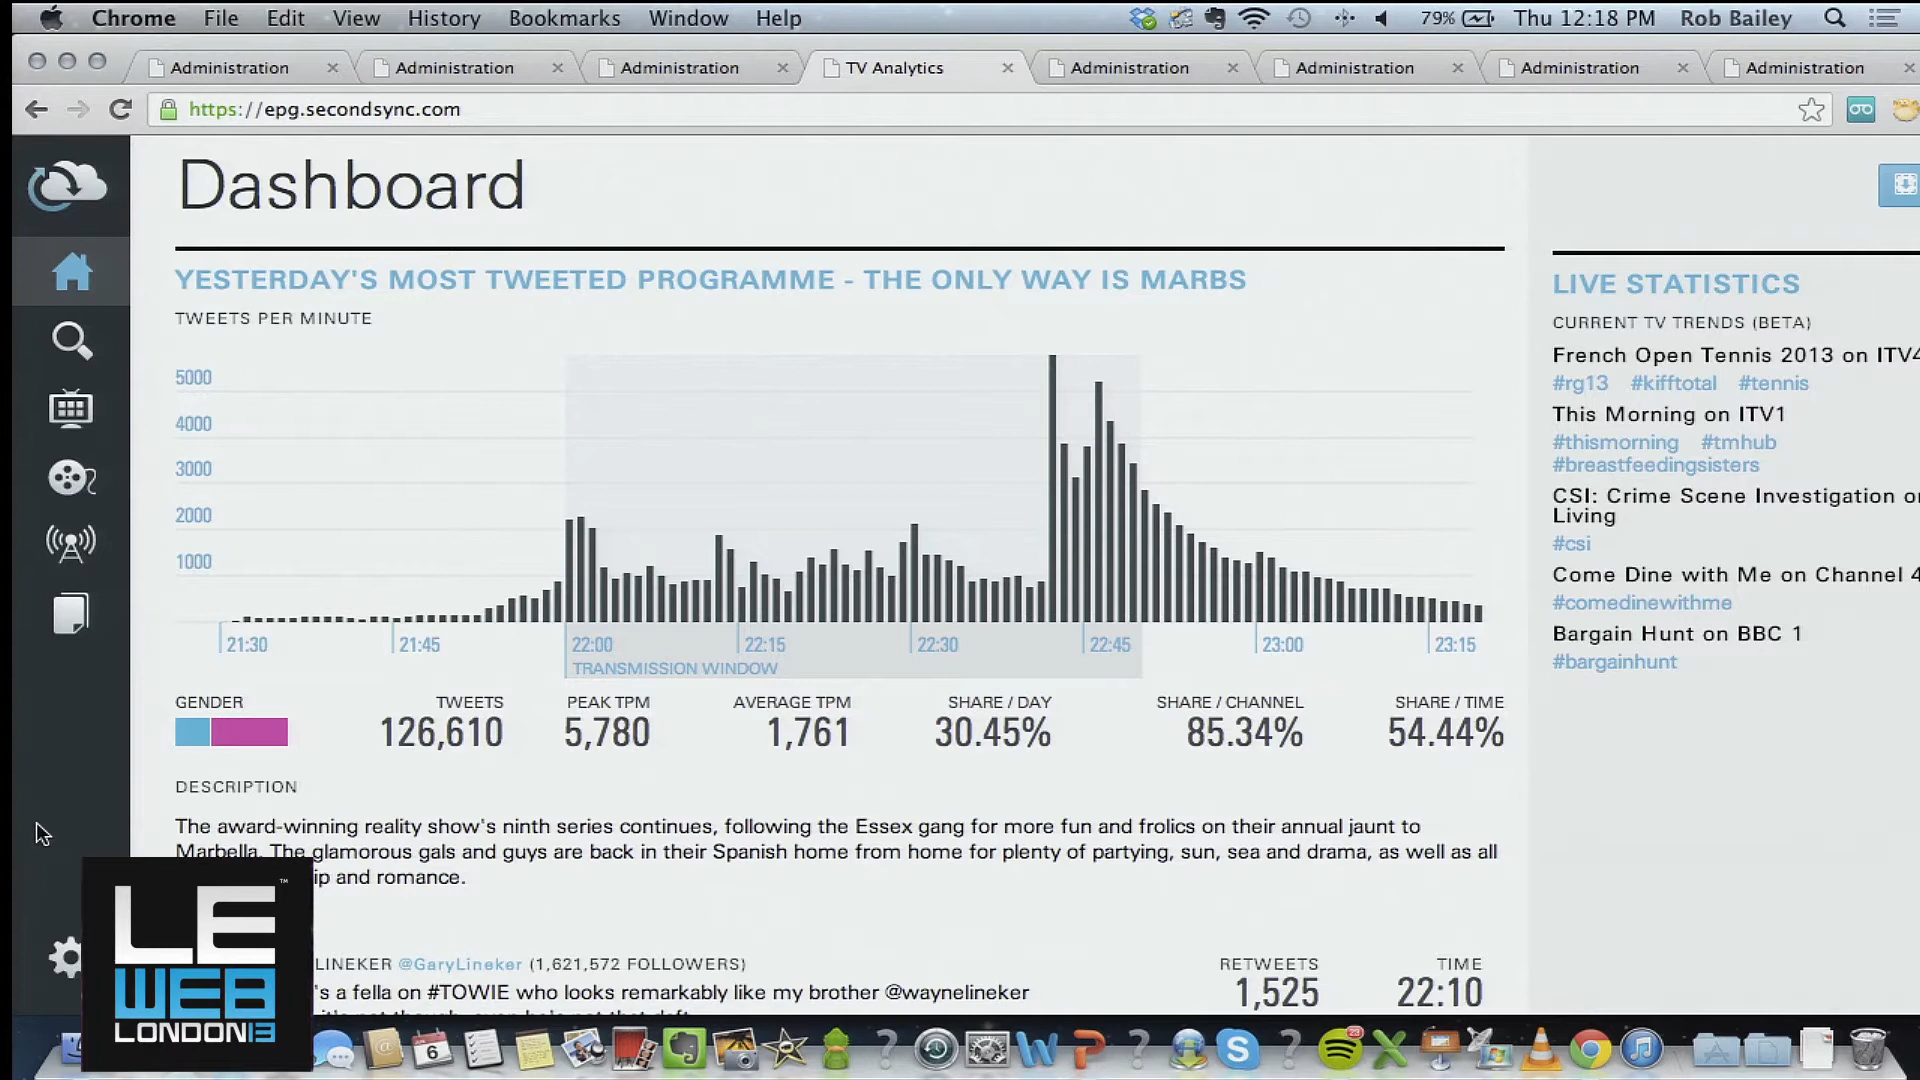 Chrome File Edit View History Bookmarks Window Help 79% Thu 12:18 PM Rob Bailey
Administration Administration Administration TV Analytics Administration Administration Administration Administration
https://epg.secondsync.com
Dashboard
YESTERDAY'S MOST TWEETED PROGRAMME - THE ONLY WAY IS MARBS
TWEETS PER MINUTE
5000
4000
3000
2000
1000
21:30 21:45 22:00 22:15 22:30 22:45 23:00 23:15
TRANSMISSION WINDOW
GENDER TWEETS PEAK TPM AVERAGE TPM SHARE / DAY SHARE / CHANNEL SHARE / TIME
126,610 5,780 1,761 30.45% 85.34% 54.44%
DESCRIPTION
The award-winning reality show's ninth series continues, following the Essex gang for more fun and frolics on their annual jaunt to
Marbella. The glamorous gals and guys are back in their Spanish home from home for plenty of partying, sun, sea and drama, as well as all
ip and romance.
LINEKER @GaryLineker (1,621,572 FOLLOWERS) RETWEETS TIME
's a fella on #TOWIE who looks remarkably like my brother @waynelineker 1,525 22:10
LIVE STATISTICS
CURRENT TV TRENDS (BETA)
French Open Tennis 2013 on ITV4
#rg13 #kifftotal #tennis
This Morning on ITV1
#thismorning #tmhub
#breastfeedingsisters
CSI: Crime Scene Investigation on
Living
#csi
Come Dine with Me on Channel 4
#comedinewithme
Bargain Hunt on BBC 1
#bargainhunt
LE
WEB
LONDON13
™
6
23